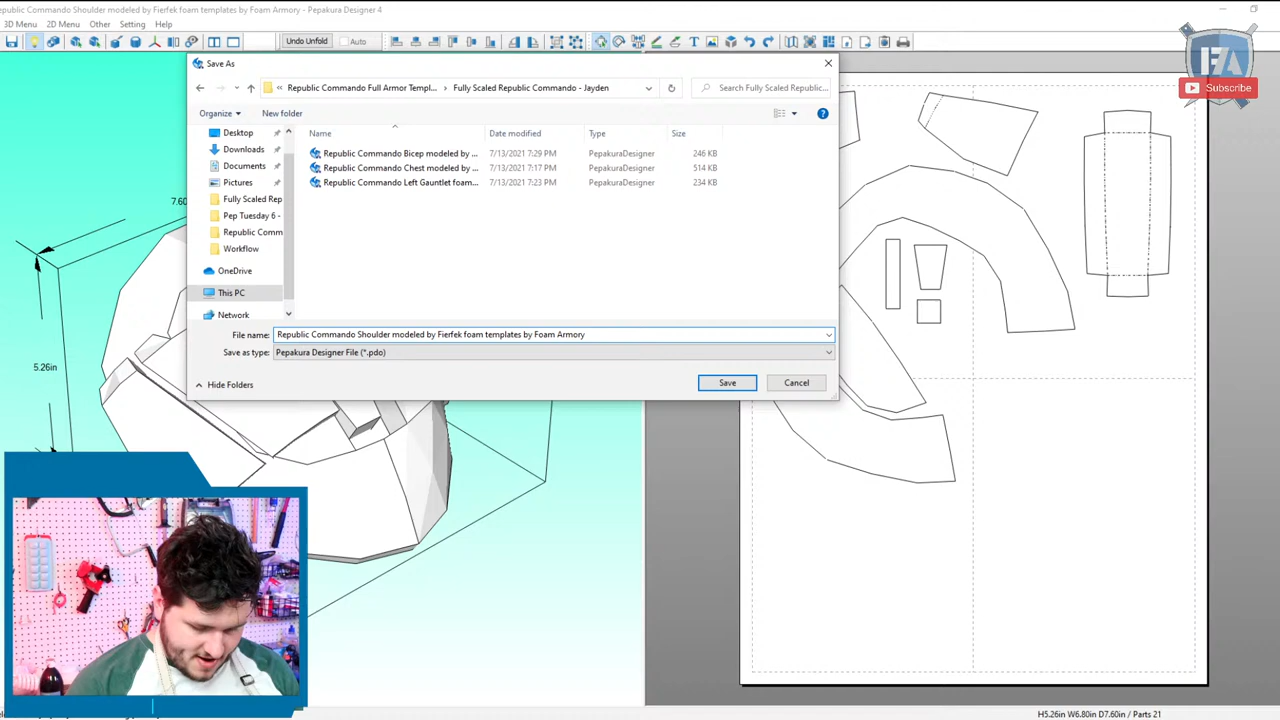 epublic Commando Shoulder modeled by Fierfek foam templates by Foam Armory - Pepakura Designer 4
3D Menu 2D Menu Other Setting Help
Undo Unfold Auto
FA
Subscribe
Save As
« Republic Commando Full Armor Templ... › Fully Scaled Republic Commando - Jayden
Search Fully Scaled Republic...
Organize New folder
Name Date modified Type Size
Desktop
Downloads
Documents
Pictures
Fully Scaled Rep
Pep Tuesday 6 -
Republic Comm
Workflow
OneDrive
This PC
Network
Republic Commando Bicep modeled by ... 7/13/2021 7:29 PM PepakuraDesigner 246 KB
Republic Commando Chest modeled by ... 7/13/2021 7:17 PM PepakuraDesigner 514 KB
Republic Commando Left Gauntlet foam... 7/13/2021 7:23 PM PepakuraDesigner 234 KB
File name: Republic Commando Shoulder modeled by Fierfek foam templates by Foam Armory
Save as type: Pepakura Designer File (*.pdo)
Hide Folders
Save
Cancel
7.60
5.26in
H5.26in W6.80in D7.60in / Parts 21